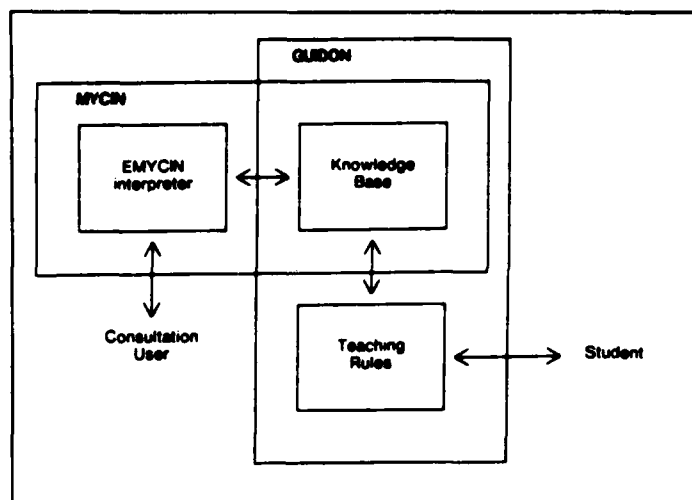 GUIDON
MYCIN
EMYCIN
interpreter
Knowledge
Base
Consultation
User
Teaching
Rules
Student